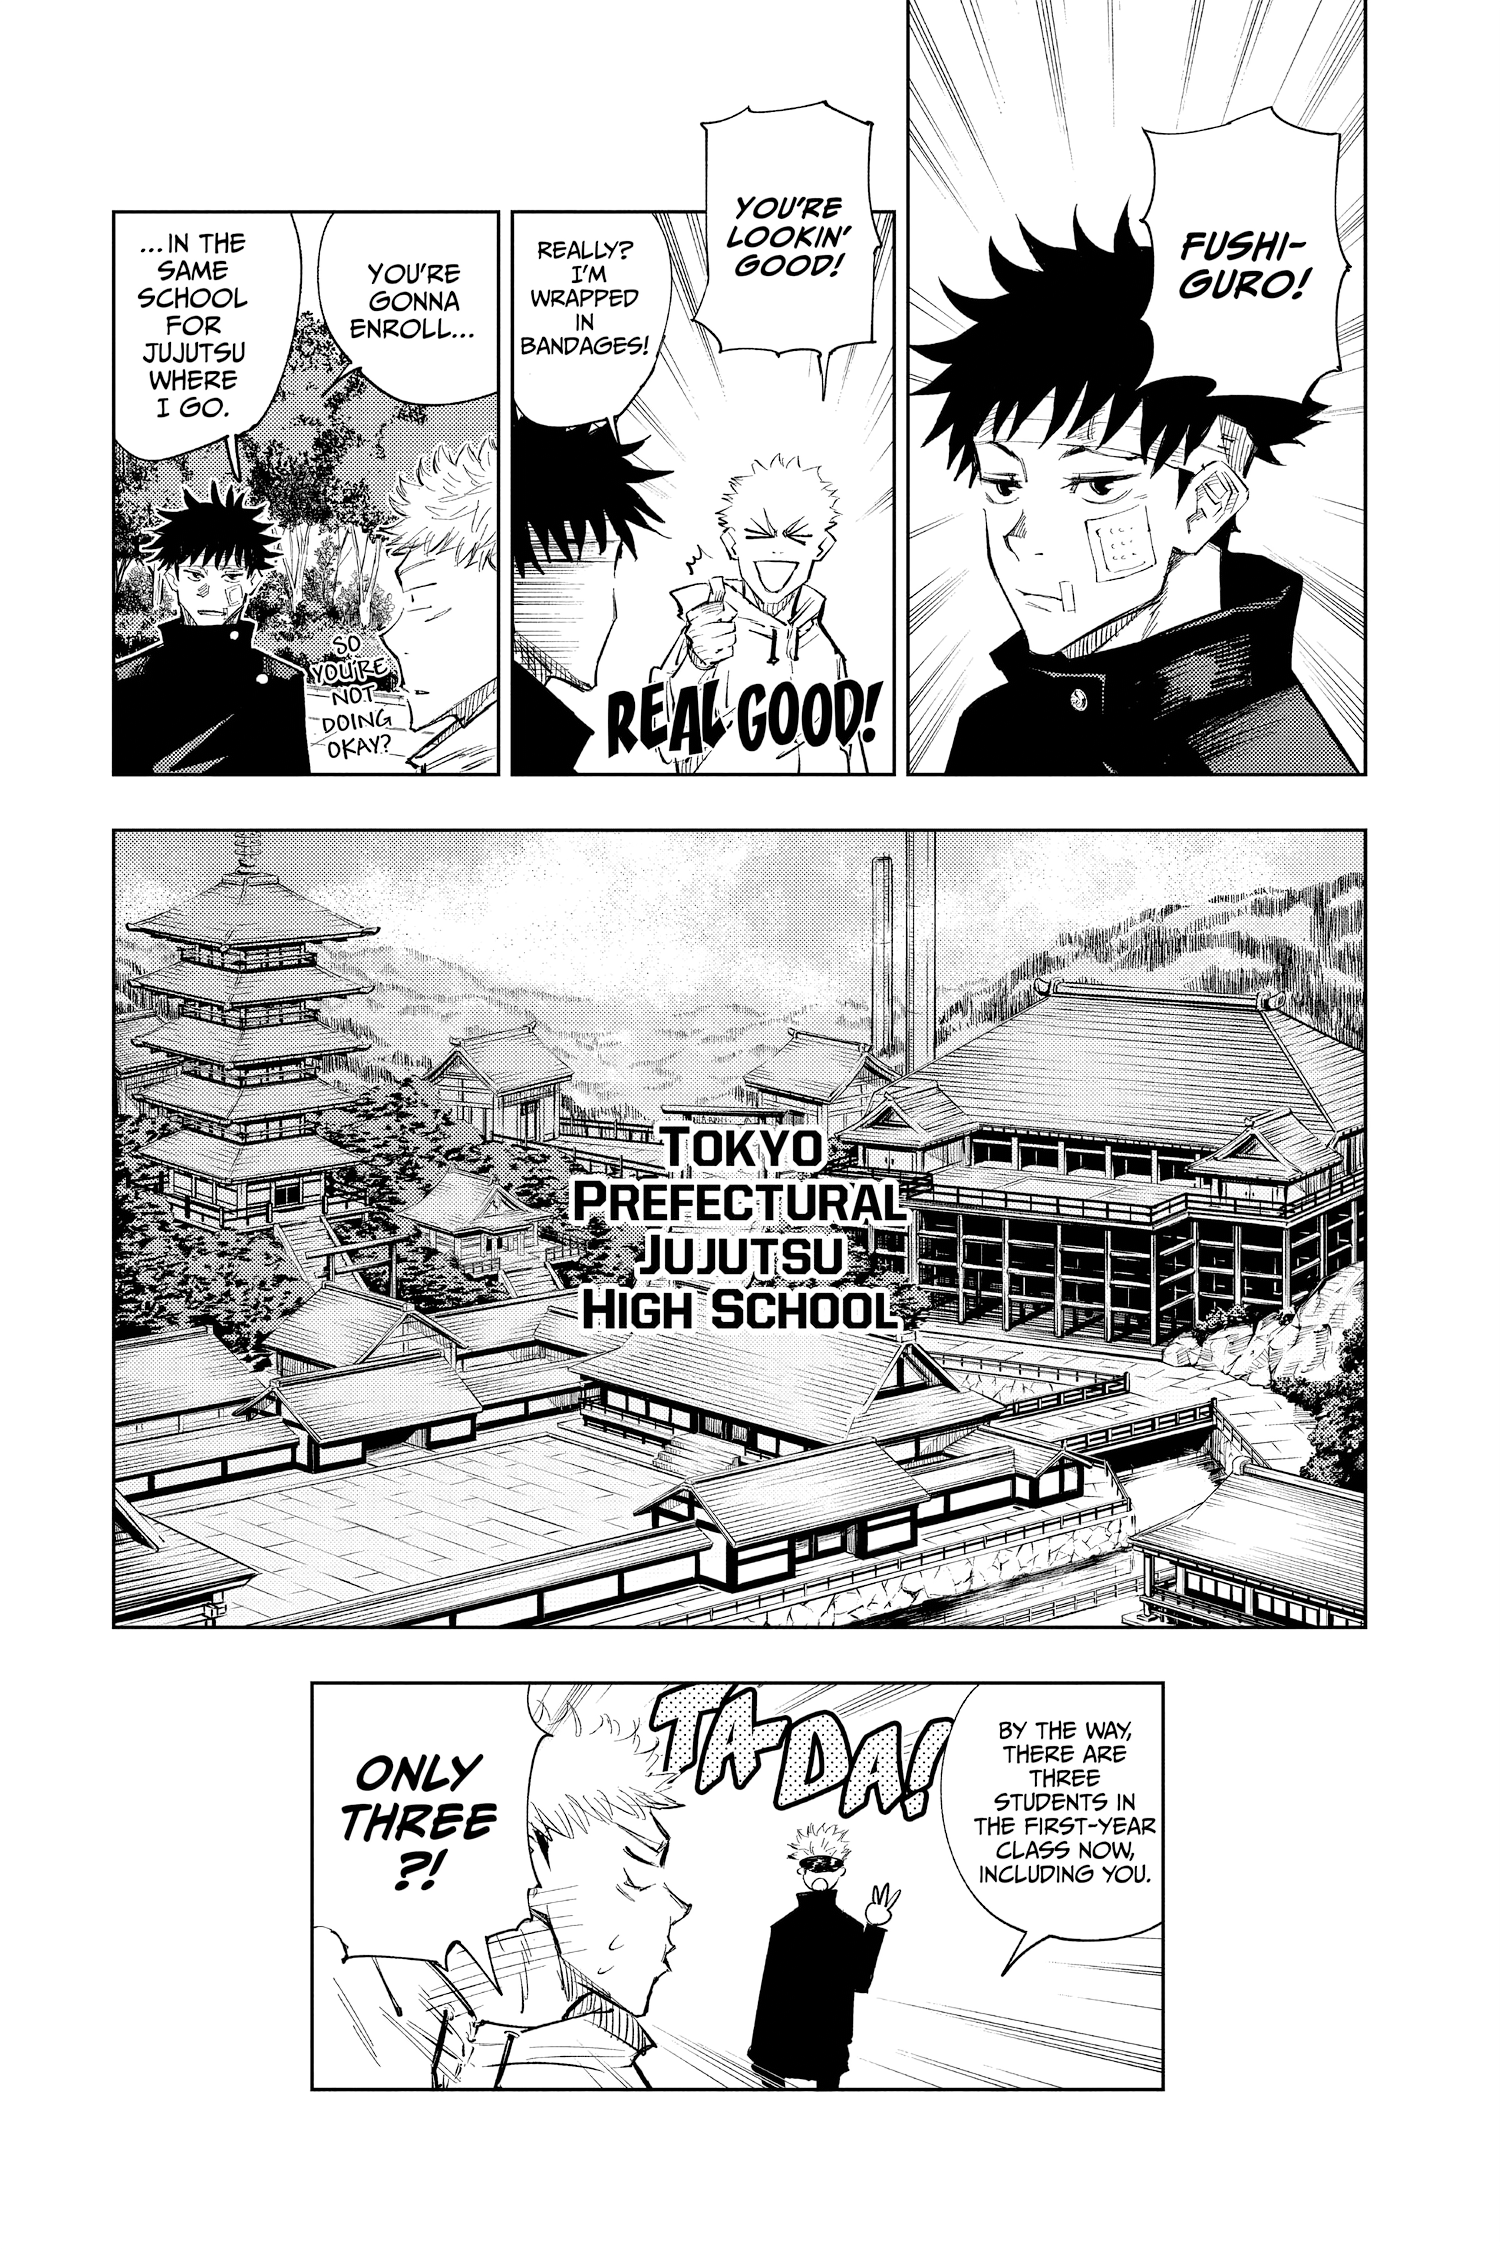 FUSHI-
GURO!
YOU'RE
LOOKIN'
GOOD!
REAL GOOD!
REALLY?
I'M
WRAPPED
IN
BANDAGES!
YOU'RE
GONNA
ENROLL...
...IN THE
SAME
SCHOOL
FOR
JUJUTSU
WHERE
I GO.
SO
YOU'RE
NOT
DOING
OKAY?
TOKYO
PREFECTURAL
JUJUTSU
HIGH SCHOOL
BY THE WAY,
THERE ARE
THREE
STUDENTS IN
THE FIRST-YEAR
CLASS NOW,
INCLUDING YOU.
TA-DA!
ONLY
THREE
?!